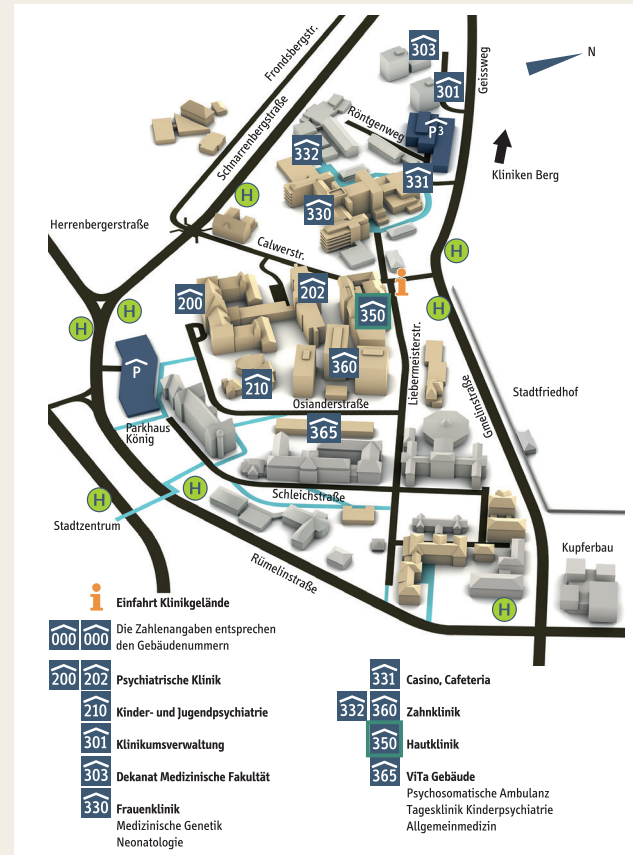 303
Frondsbergstr.
Geissweg
N
301
Röntgenweg
P3
Schnarrenbergstraße
332
Kliniken Berg
331
H
330
Herrenbergerstraße
Calwerstr.
H
i
200
202
H
H
H
350
P
360
Liebermeisterstr.
210
Gmelinstraße
Stadtfriedhof
Osianderstraße
Parkhaus
König
365
H
H
Schleichstraße
Stadtzentrum
Kupferbau
Rümelinstraße
H
i Einfahrt Klinikgelände
000 000 Die Zahlenangaben entsprechen
den Gebäudenummern
200 202 Psychiatrische Klinik
210 Kinder- und Jugendpsychiatrie
301 Klinikumsverwaltung
303 Dekanat Medizinische Fakultät
330 Frauenklinik
Medizinische Genetik
Neonatologie
331 Casino, Cafeteria
332 360 Zahnklinik
350 Hautklinik
365 ViTa Gebäude
Psychosomatische Ambulanz
Tagesklinik Kinderpsychiatrie
Allgemeinmedizin